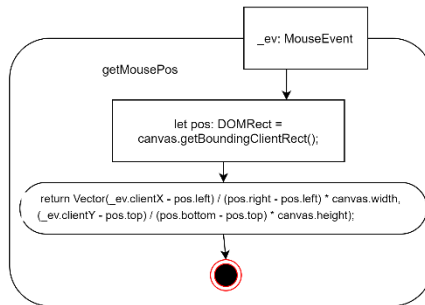 _ev: MouseEvent
getMousePos
let pos: DOMRect =
canvas.getBoundingClientRect();
return Vector(_ev.clientX - pos.left) / (pos.right - pos.left) * canvas.width,
(_ev.clientY - pos.top) / (pos.bottom - pos.top) * canvas.height);